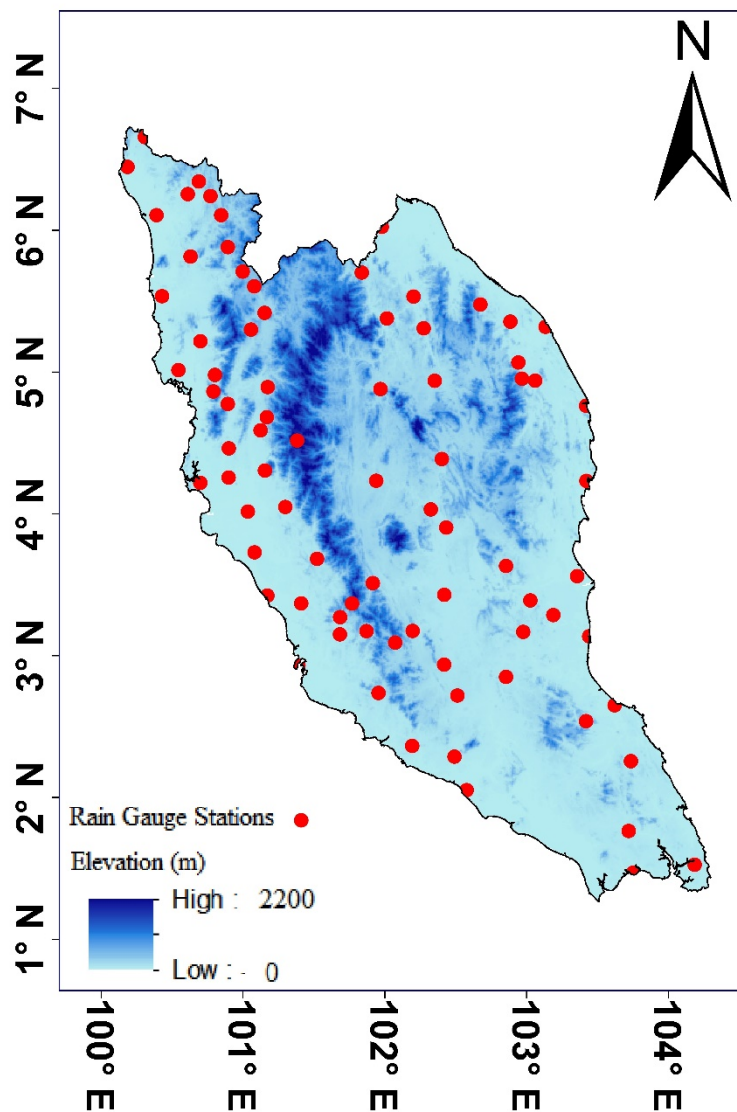 N
7° N
6° N
5° N
4° N
3° N
2° N
1° N
Rain Gauge Stations
Elevation (m)
High : 2200
Low : - 0
100° E
101° E
102° E
103° E
104° E